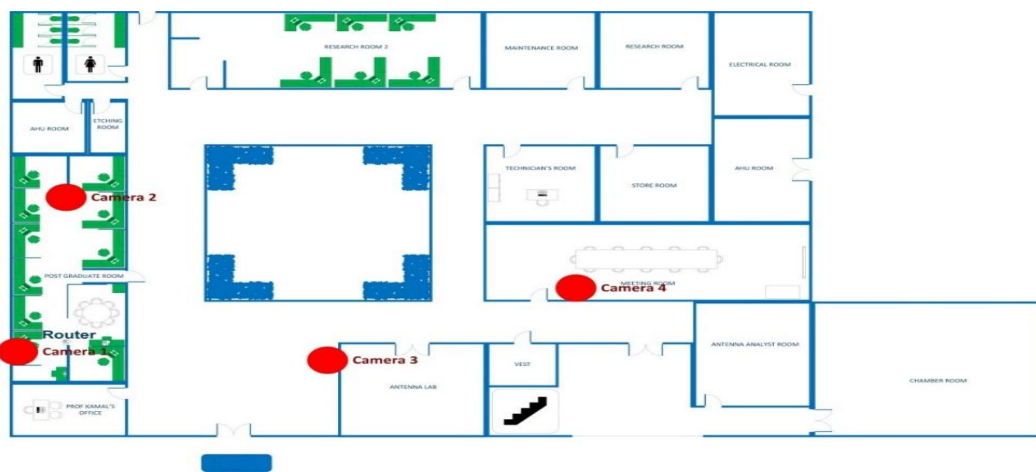 RESEARCH ROOM 2
MAINTENANCE ROOM
RESEARCH ROOM
ELECTRICAL ROOM
AHU ROOM
ETCHING
ROOM
TECHNICIAN'S ROOM
STORE ROOM
AHU ROOM
Camera 2
POST GRADUATE ROOM
MEETING ROOM
Camera 4
Router
Camera 1
Camera 3
ANTENNA LAB
VEST
ANTENNA ANALYST ROOM
CHAMBER ROOM
PROF KAMAL'S
OFFICE